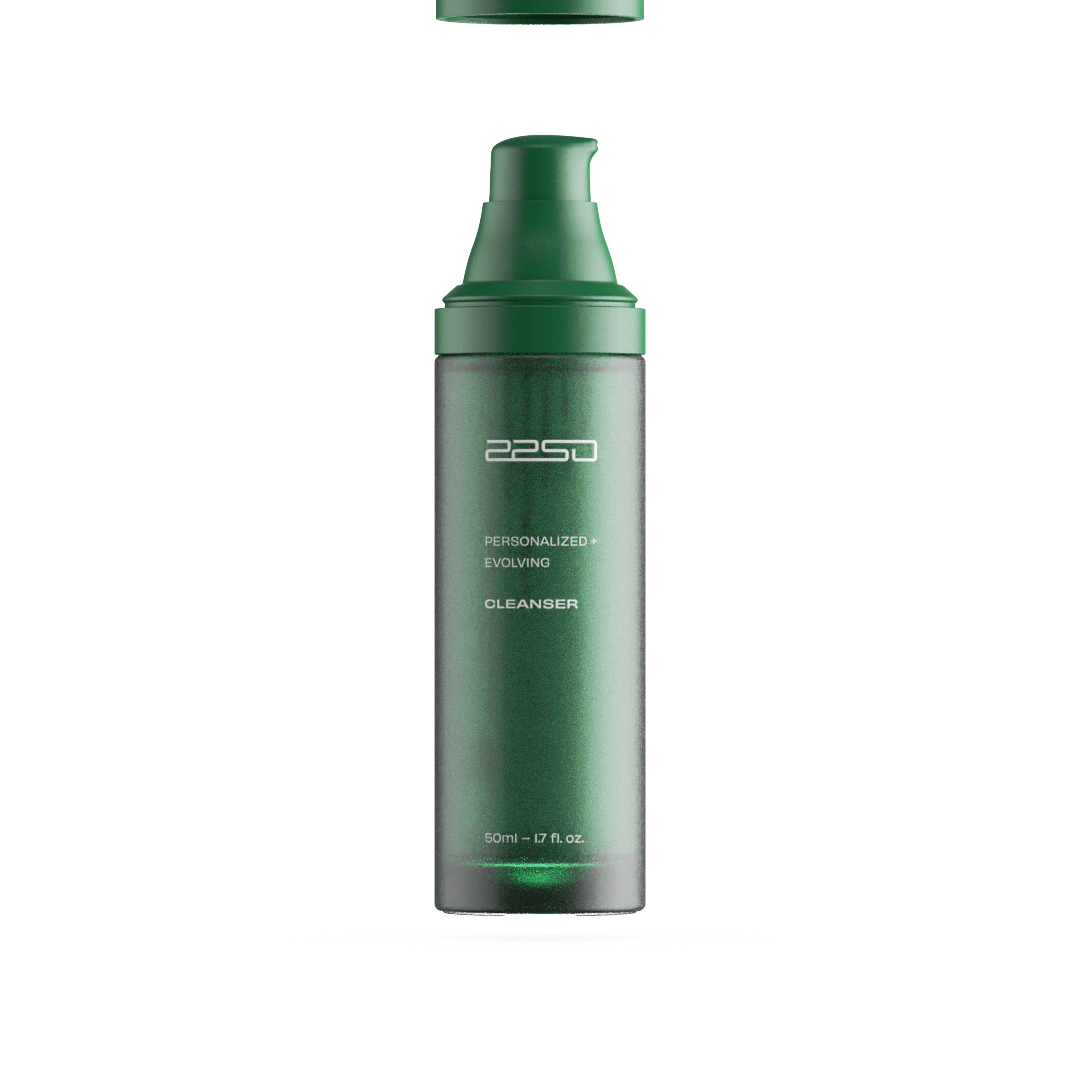 2250
PERSONALIZED +
EVOLVING
CLEANSER
50ml – 1.7 fl. oz.